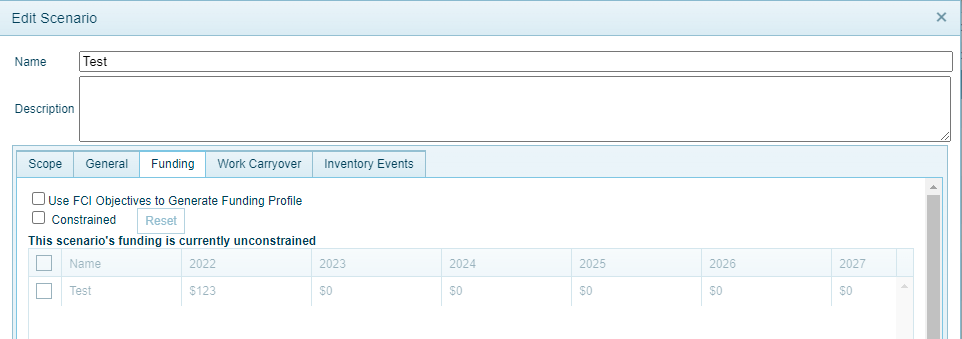 Edit Scenario
Name Test
Description
Scope General Funding Work Carryover Inventory Events
Use FCI Objectives to Generate Funding Profile
Constrained Reset
This scenario's funding is currently unconstrained
Name 2022 2023 2024 2025 2026 2027
Test $123 $0 $0 $0 $0 $0